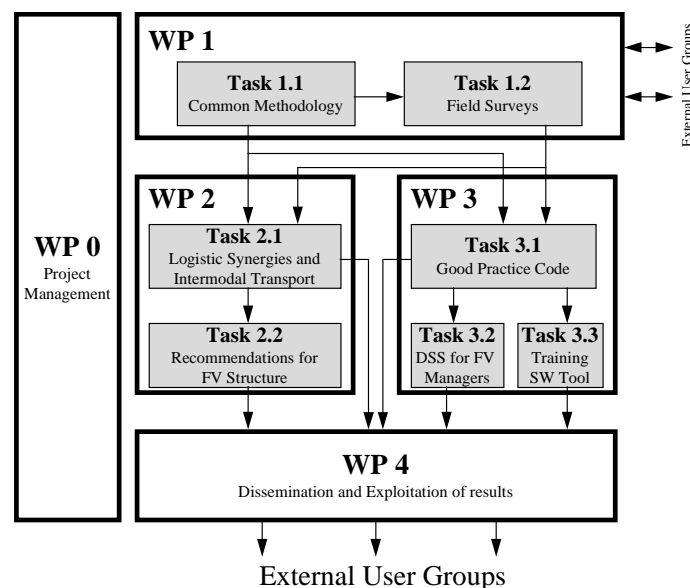 WP 1
Task 1.1
Common Methodology
Task 1.2
Field Surveys
External User Groups
WP 0
Project
Management
WP 2
Task 2.1
Logistic Synergies and
Intermodal Transport
Task 2.2
Recommendations for
FV Structure
WP 3
Task 3.1
Good Practice Code
Task 3.2
DSS for FV
Managers
Task 3.3
Training
SW Tool
WP 4
Dissemination and Exploitation of results
External User Groups